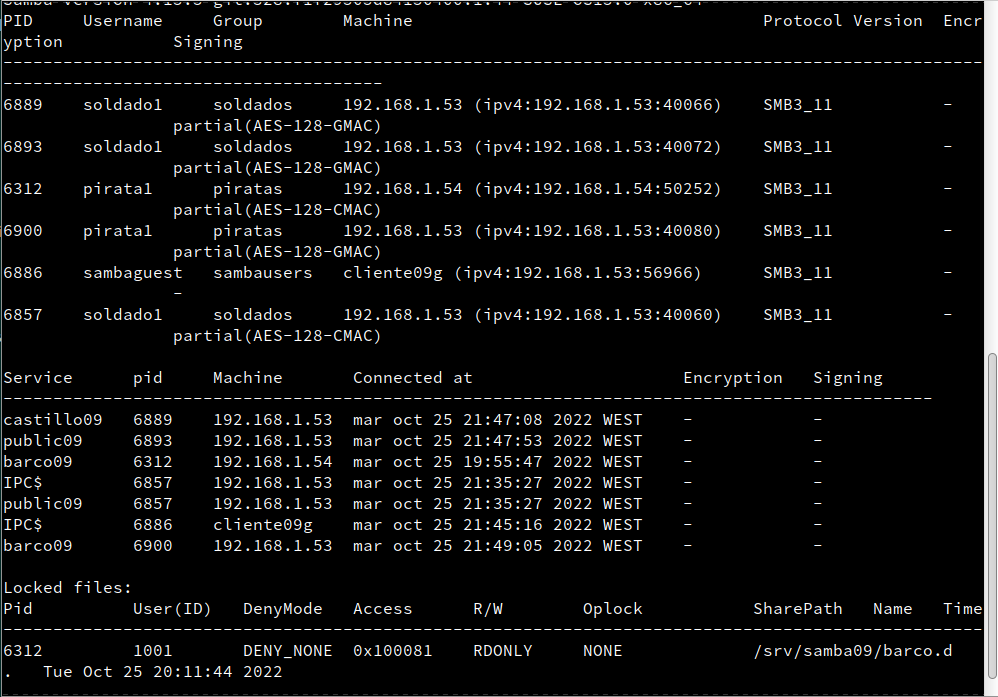 PID     Username     Group        Machine                                   Protocol Version  Encr
yption           Signing
--------------------------------------------------------------------------------------------------
--------------------------------------
6889    soldado1     soldados     192.168.1.53 (ipv4:192.168.1.53:40066)    SMB3_11           -
                 partial(AES-128-GMAC)
6893    soldado1     soldados     192.168.1.53 (ipv4:192.168.1.53:40072)    SMB3_11           -
                 partial(AES-128-GMAC)
6312    pirata1      piratas      192.168.1.54 (ipv4:192.168.1.54:50252)    SMB3_11           -
                 partial(AES-128-CMAC)
6900    pirata1      piratas      192.168.1.53 (ipv4:192.168.1.53:40080)    SMB3_11           -
                 partial(AES-128-GMAC)
6886    sambaguest   sambausers   cliente09g (ipv4:192.168.1.53:56966)      SMB3_11           -
                 -
6857    soldado1     soldados     192.168.1.53 (ipv4:192.168.1.53:40060)    SMB3_11           -
                 partial(AES-128-CMAC)
Service      pid     Machine       Connected at                     Encryption   Signing
---------------------------------------------------------------------------------------------
castillo09   6889    192.168.1.53  mar oct 25 21:47:08 2022 WEST    -            -
public09     6893    192.168.1.53  mar oct 25 21:47:53 2022 WEST    -            -
barco09      6312    192.168.1.54  mar oct 25 19:55:47 2022 WEST    -            -
IPC$         6857    192.168.1.53  mar oct 25 21:35:27 2022 WEST    -            -
public09     6857    192.168.1.53  mar oct 25 21:35:27 2022 WEST    -            -
IPC$         6886    cliente09g    mar oct 25 21:45:16 2022 WEST    -            -
barco09      6900    192.168.1.53  mar oct 25 21:49:05 2022 WEST    -            -
Locked files:
Pid          User(ID)   DenyMode   Access      R/W        Oplock           SharePath   Name   Time
--------------------------------------------------------------------------------------------------
6312         1001       DENY_NONE  0x100081    RDONLY     NONE             /srv/samba09/barco.d
.   Tue Oct 25 20:11:44 2022